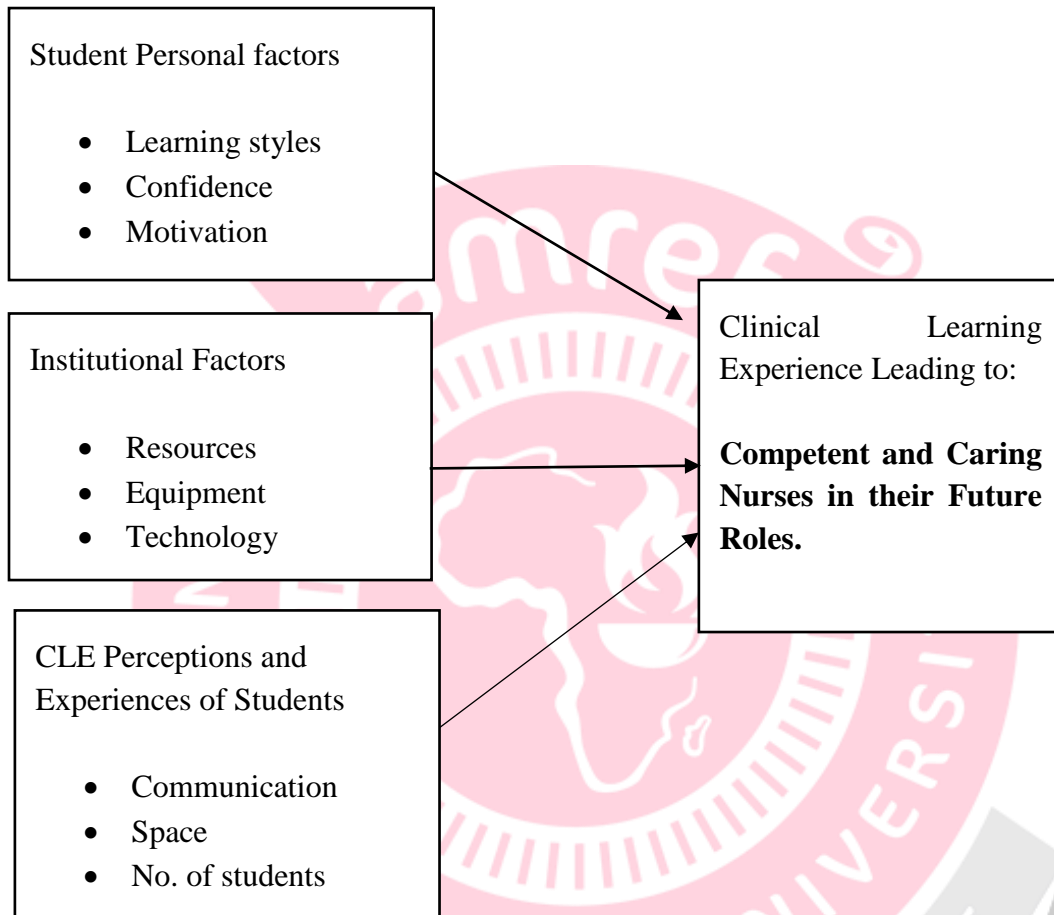 Student Personal factors
• Learning styles
• Confidence
• Motivation
Institutional Factors
• Resources
• Equipment
• Technology
CLE Perceptions and
Experiences of Students
• Communication
• Space
• No. of students
Clinical Learning
Experience Leading to:
Competent and Caring
Nurses in their Future
Roles.
amref